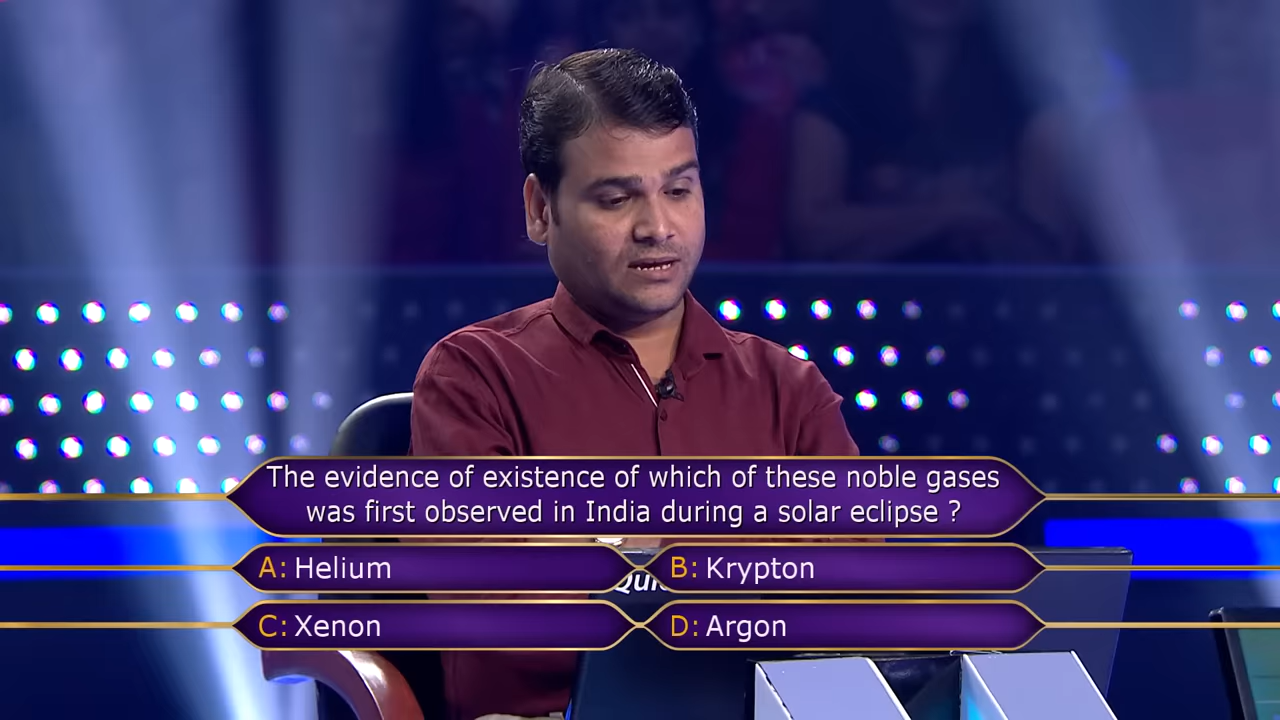 The evidence of existence of which of these noble gases
was first observed in India during a solar eclipse ?
A: Helium
B: Krypton
C: Xenon
D: Argon